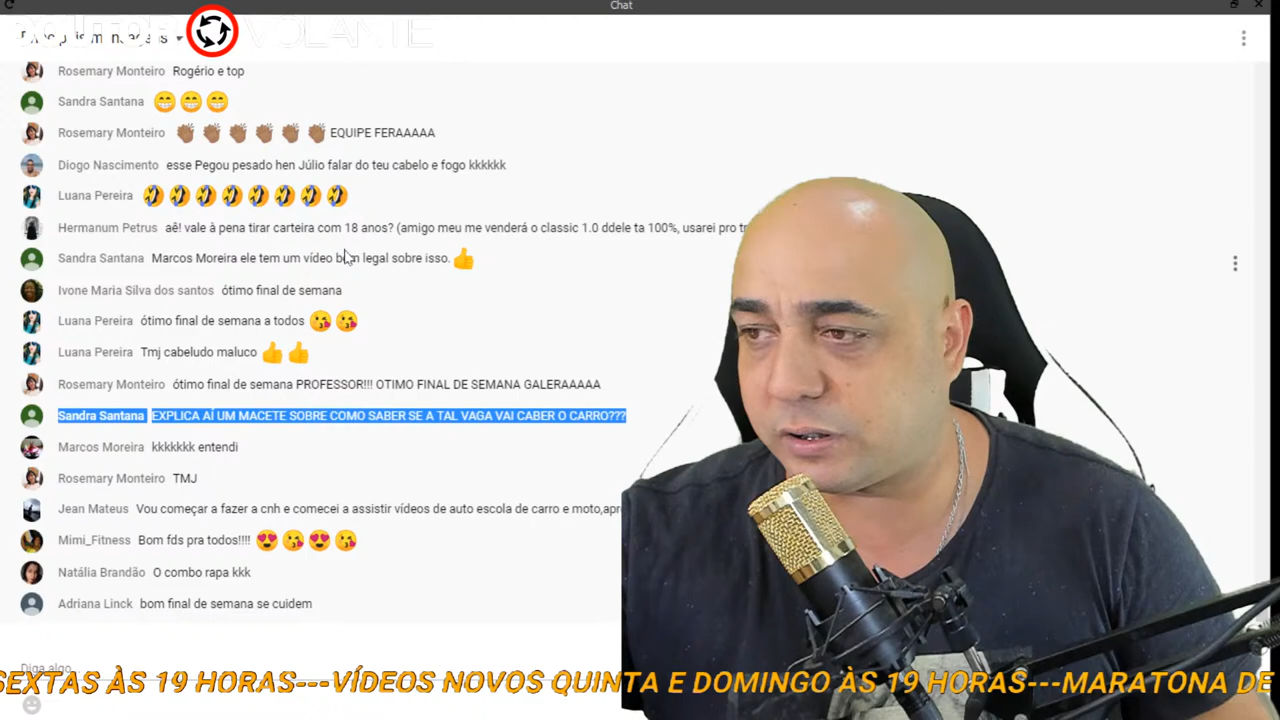 Chat
DOUTOR VOLANTE
Principais mensagens
Rosemary Monteiro Rogério e top
Sandra Santana 😁😁😁
Rosemary Monteiro 👏🏽👏🏽👏🏽👏🏽👏🏽👏🏽 EQUIPE FERAAAAA
Diogo Nascimento esse Pegou pesado hen Júlio falar do teu cabelo e fogo kkkkkk
Luana Pereira 🤣🤣🤣🤣🤣🤣🤣🤣
Hermanum Petrus aê! vale à pena tirar carteira com 18 anos? (amigo meu me venderá o classic 1.0 ddele ta 100%, usarei pro
Sandra Santana Marcos Moreira ele tem um vídeo bem legal sobre isso. 👍
Ivone Maria Silva dos santos ótimo final de semana
Luana Pereira ótimo final de semana a todos 😘😘
Luana Pereira Tmj cabeludo maluco 👍👍
Rosemary Monteiro ótimo final de semana PROFESSOR!!! OTIMO FINAL DE SEMANA GALERAAAAA
Sandra Santana EXPLICA AÍ UM MACETE SOBRE COMO SABER SE A TAL VAGA VAI CABER O CARRO???
Marcos Moreira kkkkkkk entendi
Rosemary Monteiro TMJ
Jean Mateus Vou começar a fazer a cnh e comecei a assistir vídeos de auto escola de carro e moto,
Mimi_Fitness Bom fds pra todos!!!! 😍😘😍😘
Natália Brandão O combo rapa kkk
Adriana Linck bom final de semana se cuidem
Diga algo
SEXTAS ÀS 19 HORAS---VÍDEOS NOVOS QUINTA E DOMINGO ÀS 19 HORAS---MARATONA DE